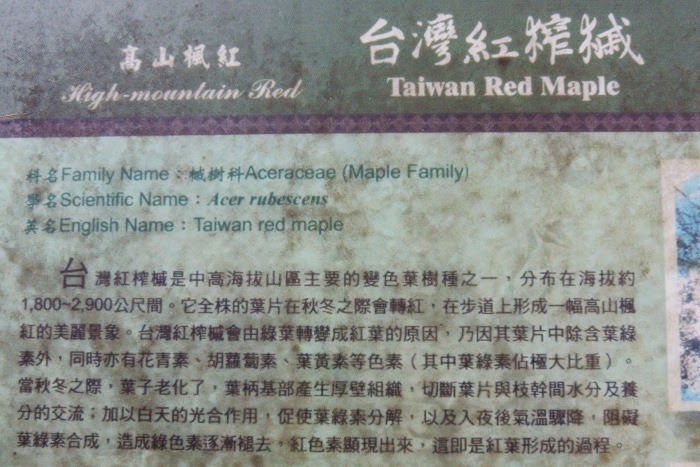 高山楓紅
High-mountain Red
台灣紅榨槭
Taiwan Red Maple
科名Family Name：槭樹科Aceraceae (Maple Family)
學名Scientific Name：Acer rubescens
英名English Name：Taiwan red maple
台灣紅榨槭是中高海拔山區主要的變色葉樹種之一，分布在海拔約
1,800~2,900公尺間。它全株的葉片在秋冬之際會轉紅，在步道上形成一幅高山楓
紅的美麗景象。台灣紅榨槭會由綠葉轉變成紅葉的原因，乃因其葉片中除含葉綠
素外，同時亦有花青素、胡蘿蔔素、葉黃素等色素（其中葉綠素佔極大比重）。
當秋冬之際，葉子老化了，葉柄基部產生厚壁組織，切斷葉片與枝幹間水分及養
分的交流；加以白天的光合作用，促使葉綠素分解，以及入夜後氣溫驟降，阻礙
葉綠素合成，造成綠色素逐漸褪去，紅色素顯現出來，這即是紅葉形成的過程。